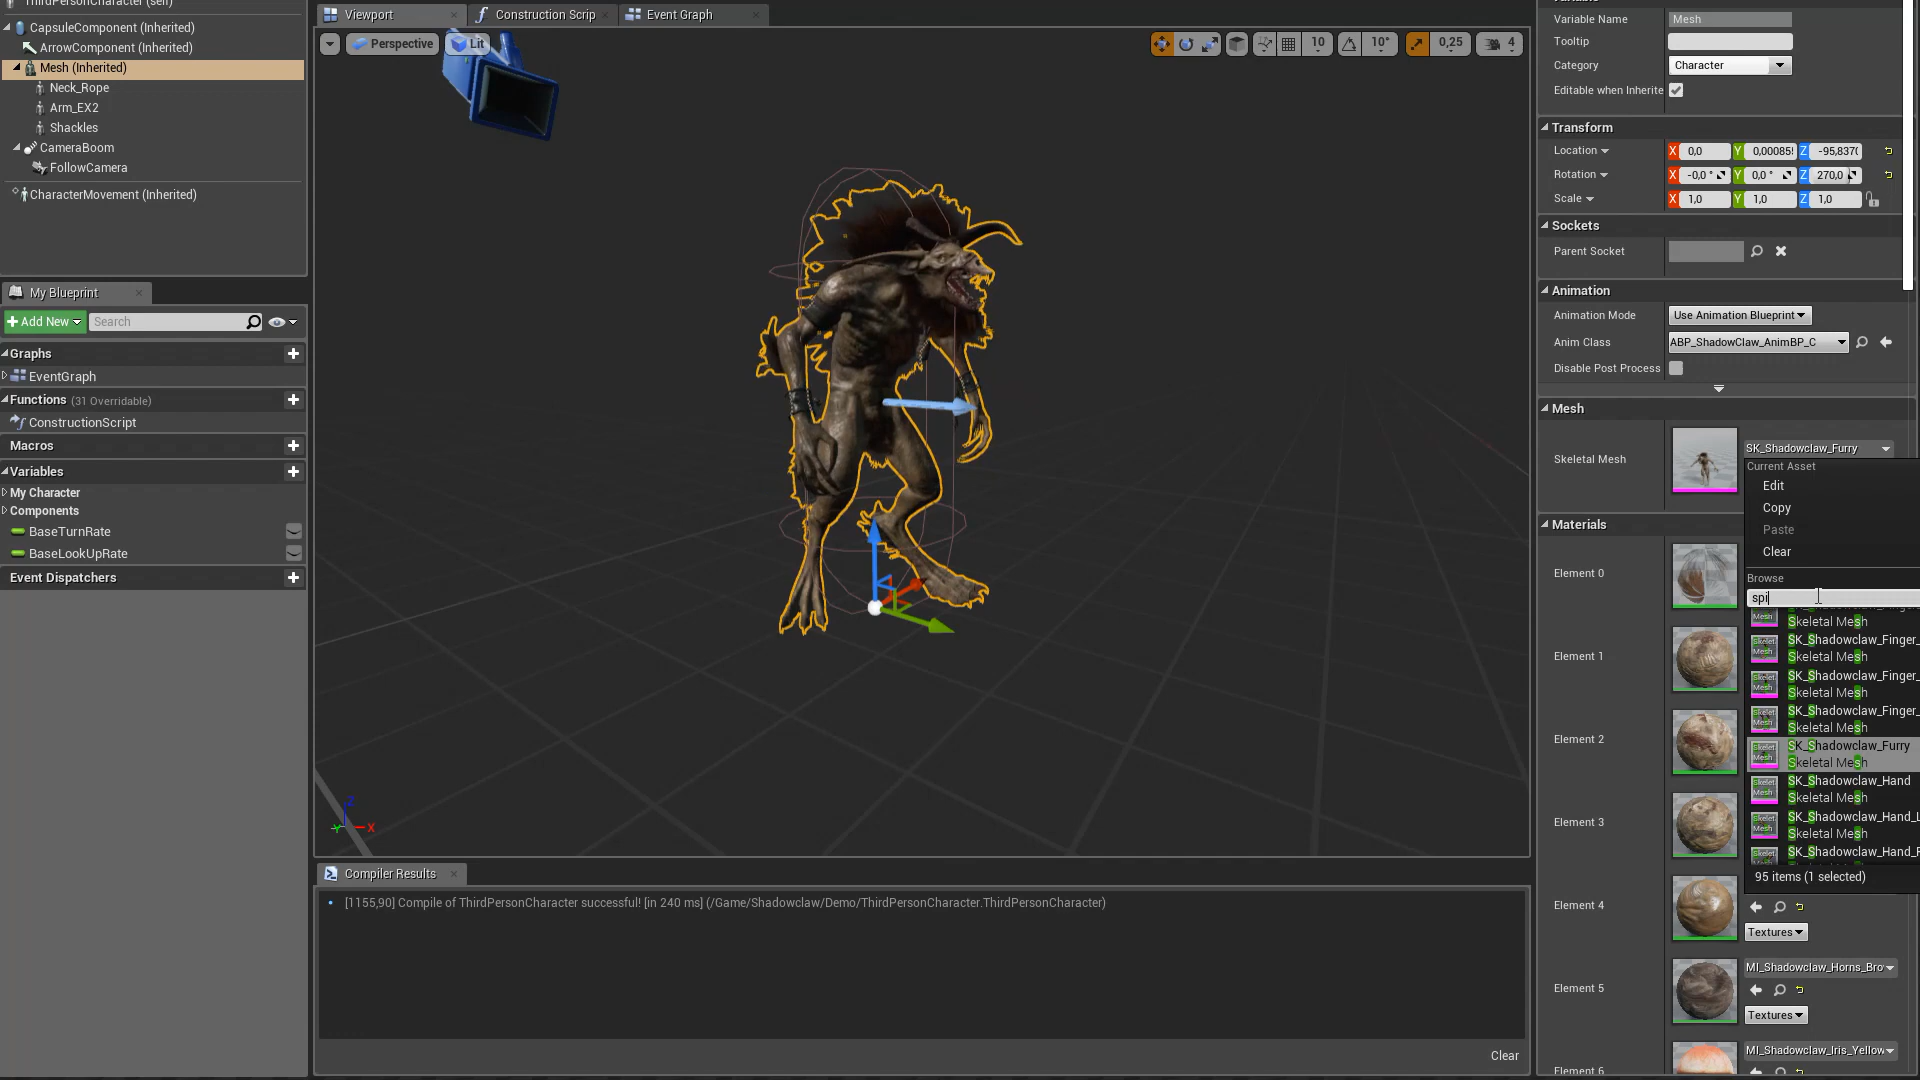 ThirdPersonCharacter (self)
CapsuleComponent (Inherited)
ArrowComponent (Inherited)
Mesh (Inherited)
Neck_Rope
Arm_EX2
Shackles
CameraBoom
FollowCamera
CharacterMovement (Inherited)
My Blueprint
Add New
Search
Graphs
EventGraph
Functions (31 Overridable)
ConstructionScript
Macros
Variables
My Character
Components
BaseTurnRate
BaseLookUpRate
Event Dispatchers
Viewport
Construction Scrip
Event Graph
Perspective
Lit
10
10°
0,25
4
Z
Y
X
Compiler Results
[1155,90] Compile of ThirdPersonCharacter successful! [in 240 ms] (/Game/Shadowclaw/Demo/ThirdPersonCharacter.ThirdPersonCharacter)
Clear
Variable Name Mesh
Tooltip
Category Character
Editable when Inherite
Transform
Location X 0,0 Y 0,00085! Z -95,837(
Rotation X -0,0 ° Y 0,0 ° Z 270,0
Scale X 1,0 Y 1,0 Z 1,0
Sockets
Parent Socket
Animation
Animation Mode Use Animation Blueprint
Anim Class ABP_ShadowClaw_AnimBP_C
Disable Post Process
Mesh
Skeletal Mesh SK_Shadowclaw_Furry
Current Asset
Edit
Copy
Paste
Clear
Browse
spi
Skeletal Mesh
SK_Shadowclaw_Finger_
Skeletal Mesh
SK_Shadowclaw_Finger_
Skeletal Mesh
SK_Shadowclaw_Finger_
Skeletal Mesh
SK_Shadowclaw_Furry
Skeletal Mesh
SK_Shadowclaw_Hand
Skeletal Mesh
SK_Shadowclaw_Hand_L
Skeletal Mesh
SK_Shadowclaw_Hand_F
95 items (1 selected)
Materials
Element 0
Element 1
Element 2
Element 3
Element 4
Textures
Element 5
MI_Shadowclaw_Horns_Bro
Textures
Element 6
MI_Shadowclaw_Iris_Yellow